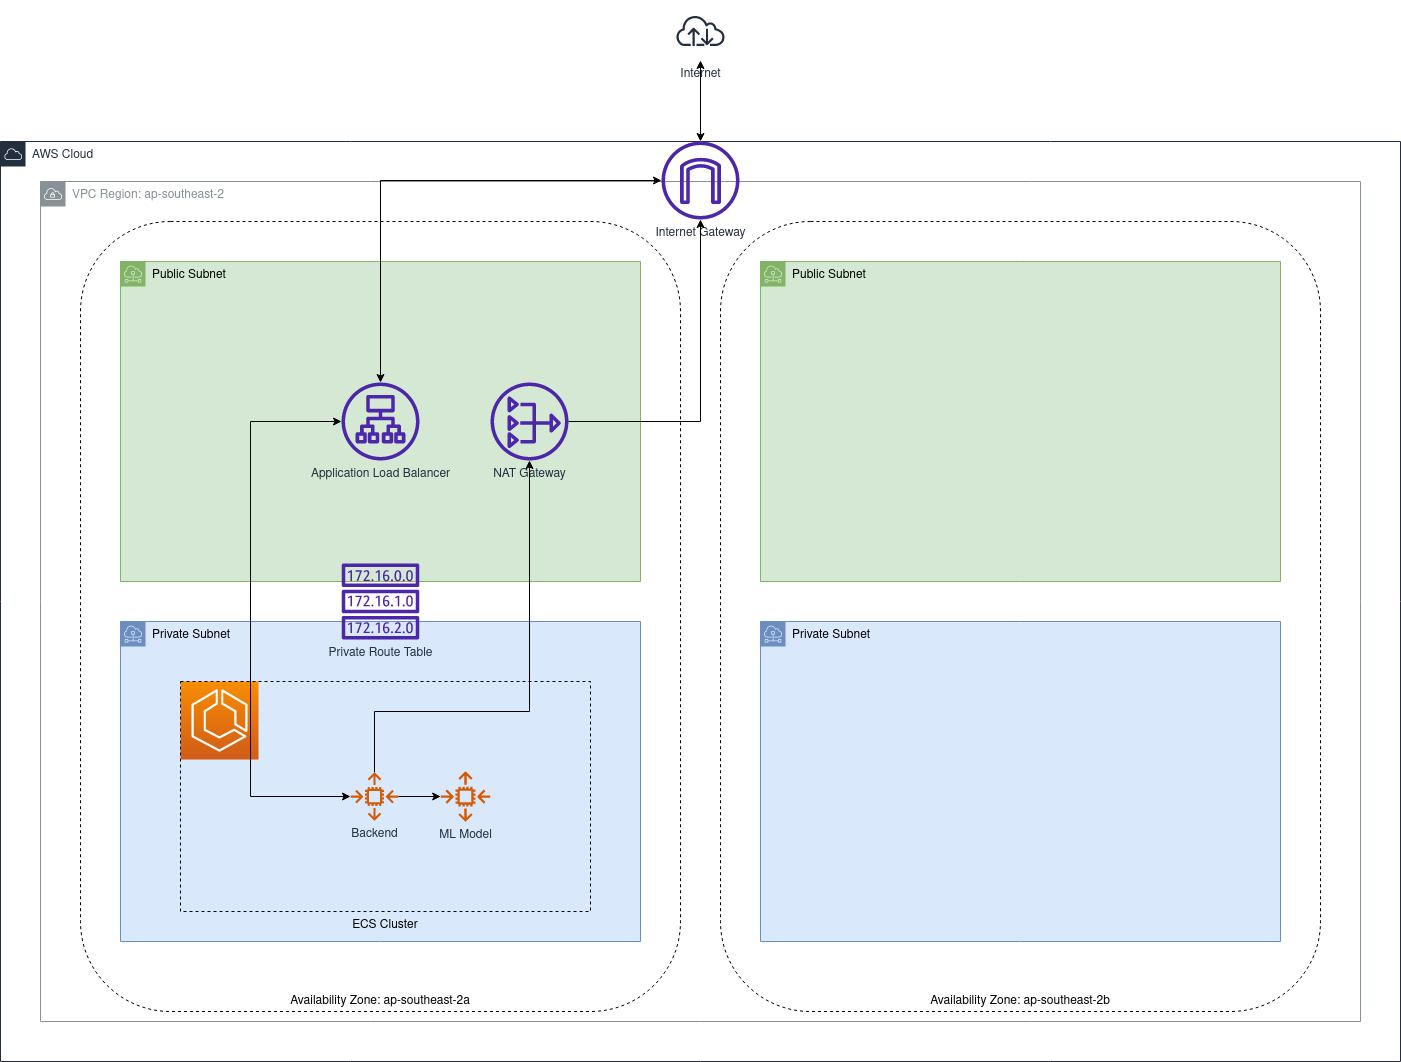 Internet
AWS Cloud
VPC Region: ap-southeast-2
Internet Gateway
Public Subnet
Public Subnet
Application Load Balancer
NAT Gateway
172.16.0.0
172.16.1.0
172.16.2.0
Private Route Table
Private Subnet
Private Subnet
Backend
ML Model
ECS Cluster
Availability Zone: ap-southeast-2a
Availability Zone: ap-southeast-2b